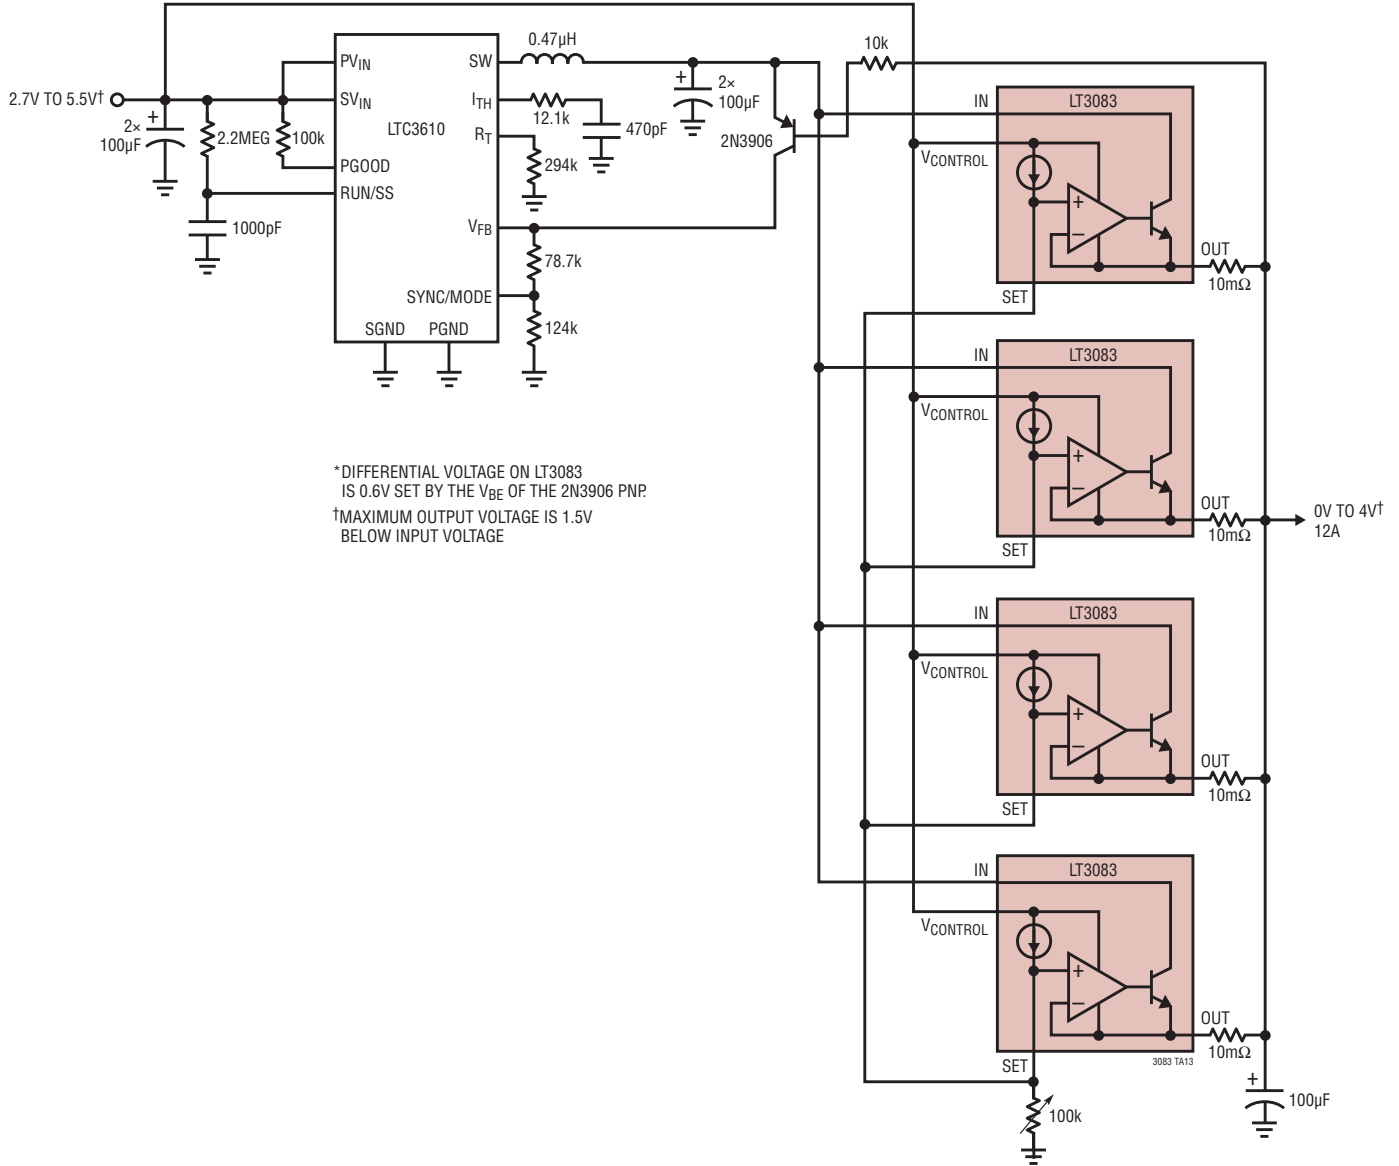 2.7V TO 5.5V†
+
2×
100µF
2.2MEG
100k
1000pF
PVIN
SVIN
PGOOD
RUN/SS
LTC3610
SW
ITH
RT
VFB
SYNC/MODE
SGND
PGND
0.47µH
12.1k
470pF
294k
78.7k
124k
+
2×
100µF
2N3906
10k
IN
LT3083
VCONTROL
+
–
OUT
10mΩ
SET
IN
LT3083
VCONTROL
+
–
OUT
10mΩ
SET
0V TO 4V†
12A
IN
LT3083
VCONTROL
+
–
OUT
10mΩ
SET
IN
LT3083
VCONTROL
+
–
OUT
10mΩ
SET
3083 TA13
100k
+
100µF
*DIFFERENTIAL VOLTAGE ON LT3083
IS 0.6V SET BY THE VBE OF THE 2N3906 PNP.
†MAXIMUM OUTPUT VOLTAGE IS 1.5V
BELOW INPUT VOLTAGE